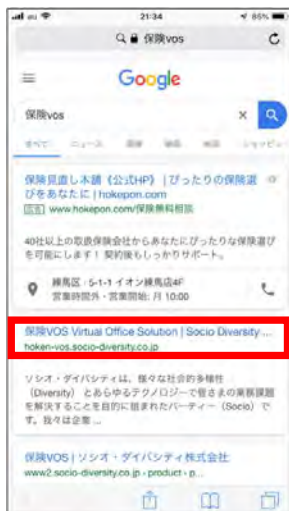 au 21:34 85%
保険vos
Google
保険vos ×
すべて ニュース
保険見直し本舗《公式HP》 | ぴったりの保険選
びをあなたに | hokepon.com
広告 www.hokepon.com/保険無料相談
40社以上の取扱保険会社からあなたにぴったりな保険選び
を可能にします! 契約後もしっかりサポート。
練馬区 · 5-1-1 イオン練馬店4F
営業時間外 · 営業開始: 月 10:00
保険VOS Virtual Office Solution | Socio Diversity ...
hoken-vos.socio-diversity.co.jp
ソシオ・ダイバシティは、様々な社会的多様性
(Diversity) とあらゆるテクノロジーで皆さまの業務課題
を解決することを目的に組まれたパーティー (Socio) で
す。我々は企業 ...
保険VOS | ソシオ・ダイバシティ株式会社
www2.socio-diversity.co.jp › product › p...